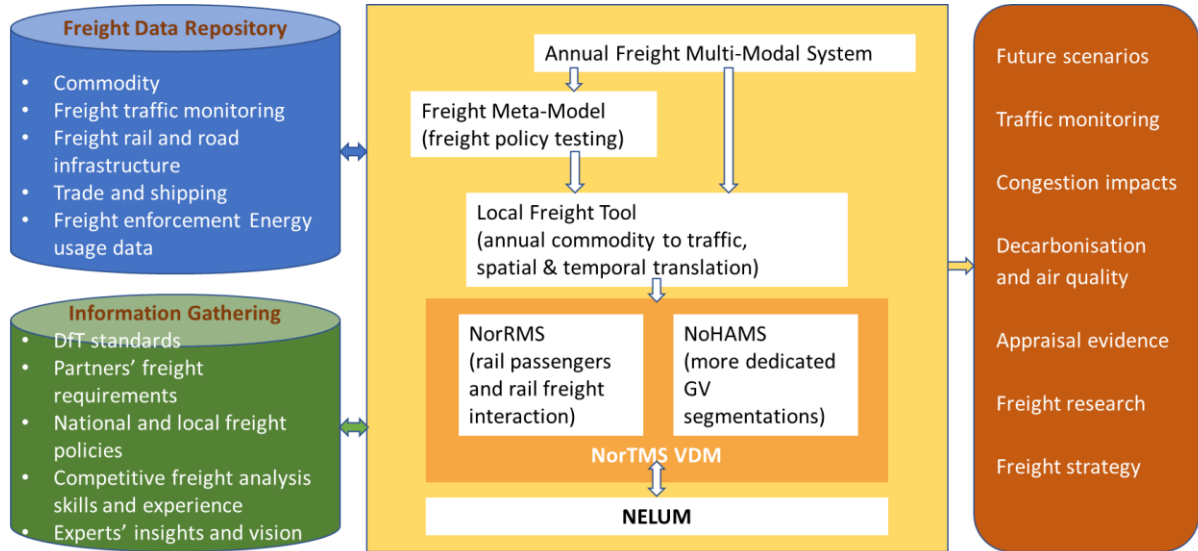 Freight Data Repository
• Commodity
• Freight traffic monitoring
• Freight rail and road
infrastructure
• Trade and shipping
• Freight enforcement Energy
usage data
Information Gathering
• DfT standards
• Partners’ freight
requirements
• National and local freight
policies
• Competitive freight analysis
skills and experience
• Experts’ insights and vision
Annual Freight Multi-Modal System
Freight Meta-Model
(freight policy testing)
Local Freight Tool
(annual commodity to traffic,
spatial & temporal translation)
NorRMS
(rail passengers
and rail freight
interaction)
NoHAMS
(more dedicated
GV
segmentations)
NorTMS VDM
NELUM
Future scenarios
Traffic monitoring
Congestion impacts
Decarbonisation
and air quality
Appraisal evidence
Freight research
Freight strategy